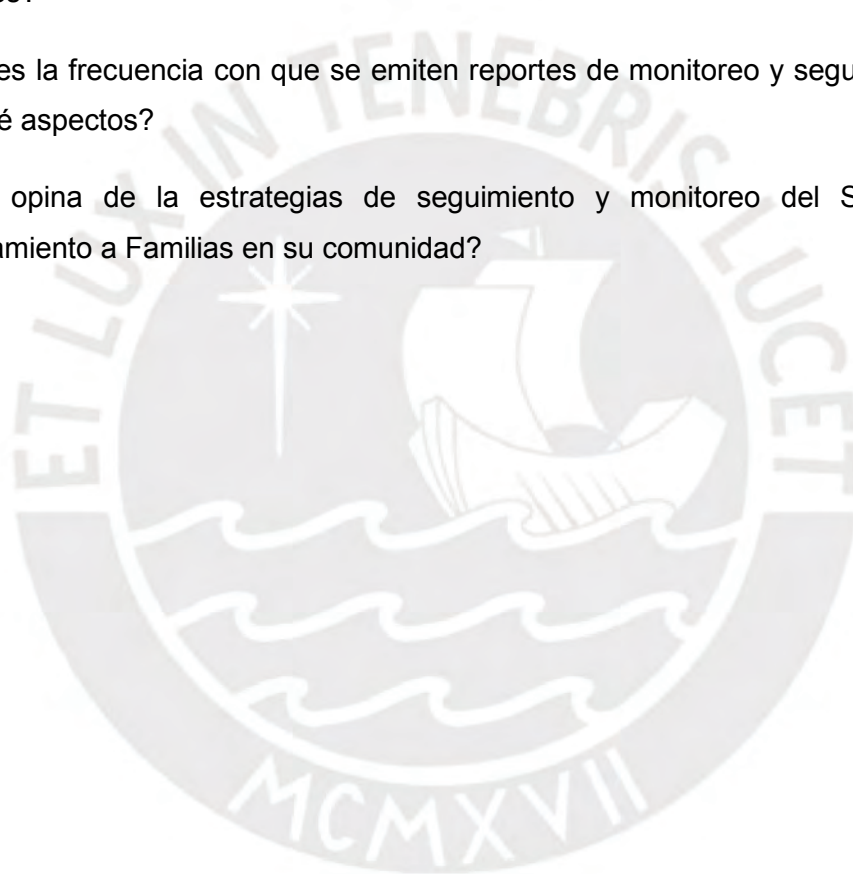 es la frecuencia con que se emiten reportes de monitoreo y segu
é aspectos?
opina de la estrategias de seguimiento y monitoreo del S
amiento a Familias en su comunidad?
ET LUX IN TENEBRIS LUCET
MCMXVII